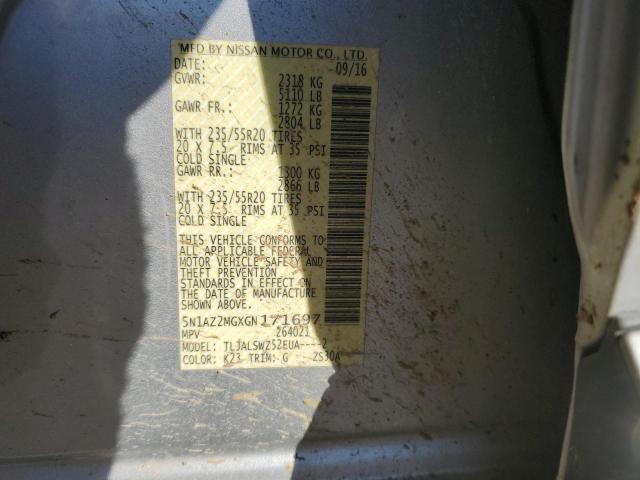 MFD BY NISSAN MOTOR CO., LTD.
DATE: 09/16
GVWR: 2318 KG
5110 LB
GAWR FR.: 1272 KG
2804 LB
WITH 235/55R20 TIRES
20 X 7.5 RIMS AT 35 PSI
COLD SINGLE
GAWR RR.: 1300 KG
2866 LB
WITH 235/55R20 TIRES
20 X 7.5 RIMS AT 35 PSI
COLD SINGLE
THIS VEHICLE CONFORMS TO
ALL APPLICABLE FEDERAL
MOTOR VEHICLE SAFETY AND
THEFT PREVENTION
STANDARDS IN EFFECT ON
THE DATE OF MANUFACTURE
SHOWN ABOVE.
5N1AZ2MGXGN171697
MPV 264021
MODEL: TLJALSWZ52EUA----2
COLOR: K23 TRIM: G ZS30A